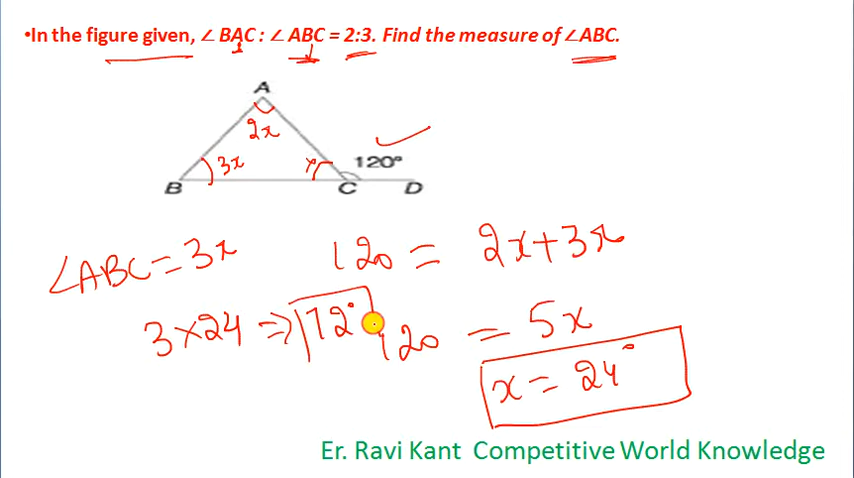 •In the figure given, ∠ BAC : ∠ ABC = 2:3. Find the measure of ∠ABC.
A
2x
3x
120°
B
C
D
∠ABC = 3x
120 = 2x+3x
3×24 ⇒ 72°
120 = 5x
x = 24°
Er. Ravi Kant Competitive World Knowledge